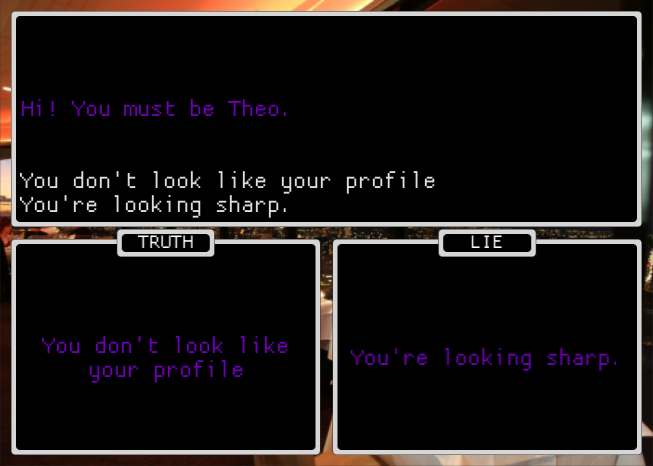 Hi! You must be Theo.
You don't look like your profile
You're looking sharp.
TRUTH
You don't look like
your profile
LIE
You're looking sharp.